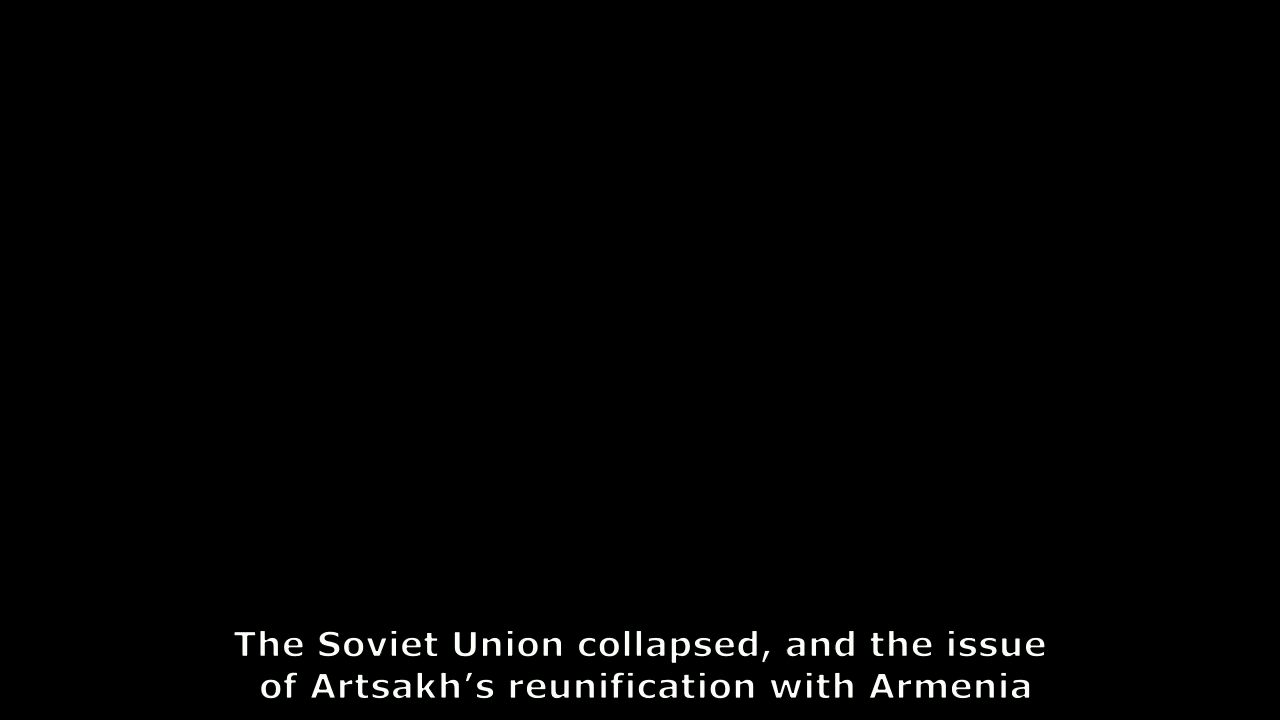 The Soviet Union collapsed, and the issue
of Artsakh’s reunification with Armenia